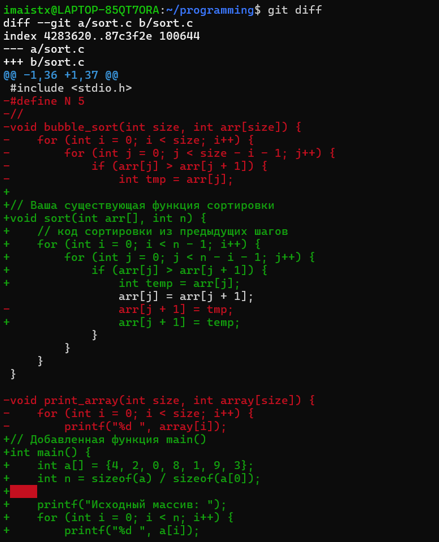 imaistx@LAPTOP-85QT7ORA:~/programming$ git diff
diff --git a/sort.c b/sort.c
index 4283620..87c3f2e 100644
--- a/sort.c
+++ b/sort.c
@@ -1,36 +1,37 @@
 #include <stdio.h>
-#define N 5
-//
-void bubble_sort(int size, int arr[size]) {
-    for (int i = 0; i < size; i++) {
-        for (int j = 0; j < size - i - 1; j++) {
-            if (arr[j] > arr[j + 1]) {
-                int tmp = arr[j];
+
+// Ваша существующая функция сортировки
+void sort(int arr[], int n) {
+    // код сортировки из предыдущих шагов
+    for (int i = 0; i < n - 1; i++) {
+        for (int j = 0; j < n - i - 1; j++) {
+            if (arr[j] > arr[j + 1]) {
+                int temp = arr[j];
                 arr[j] = arr[j + 1];
-                arr[j + 1] = tmp;
+                arr[j + 1] = temp;
             }
         }
     }
 }

-void print_array(int size, int array[size]) {
-    for (int i = 0; i < size; i++) {
-        printf("%d ", array[i]);
+// Добавленная функция main()
+int main() {
+    int a[] = {4, 2, 0, 8, 1, 9, 3};
+    int n = sizeof(a) / sizeof(a[0]);
+
+    printf("Исходный массив: ");
+    for (int i = 0; i < n; i++) {
+        printf("%d ", a[i]);